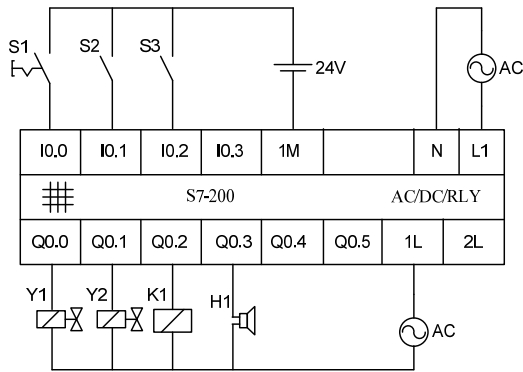 S1 S2 S3 24V AC
I0.0 I0.1 I0.2 I0.3 1M N L1
S7-200 AC/DC/RLY
Q0.0 Q0.1 Q0.2 Q0.3 Q0.4 Q0.5 1L 2L
Y1 Y2 K1 H1 AC